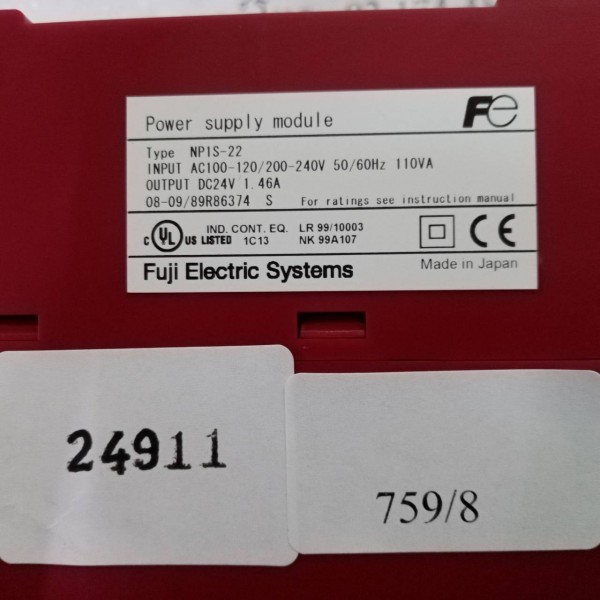 Power supply module
Fe
Type NP1S-22
INPUT AC100-120/200-240V 50/60Hz 110VA
OUTPUT DC24V 1.46A
08-09/89R86374 S For ratings see instruction manual
c UL US LISTED IND. CONT. EQ. 1C13 LR 99/10003 NK 99A107 CE
Fuji Electric Systems Made in Japan
24911
759/8